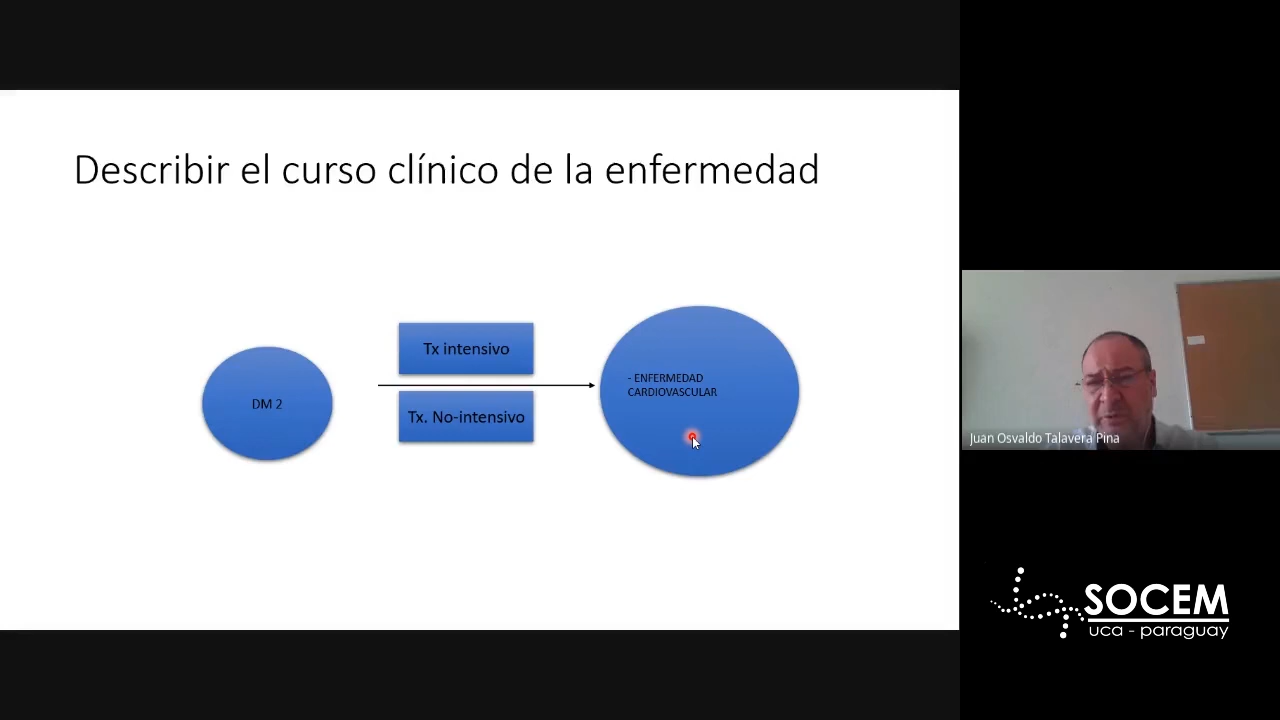 Describir el curso clínico de la enfermedad
Tx intensivo
DM 2
Tx. No-intensivo
- ENFERMEDAD
CARDIOVASCULAR
Juan Osvaldo Talavera Pina
SOCEM
uca - paraguay